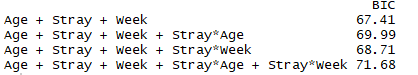 BIC
Age + Stray + Week 67.41
Age + Stray + Week + Stray*Age 69.99
Age + Stray + Week + Stray*Week 68.71
Age + Stray + Week + Stray*Age + Stray*Week 71.68